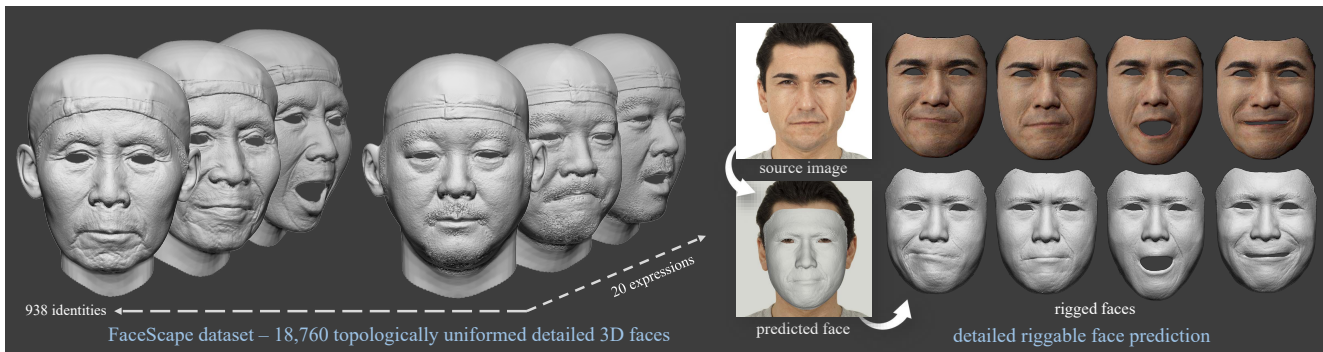 source image
20 expressions
938 identities
predicted face
rigged faces
FaceScape dataset – 18,760 topologically uniformed detailed 3D faces
detailed riggable face prediction